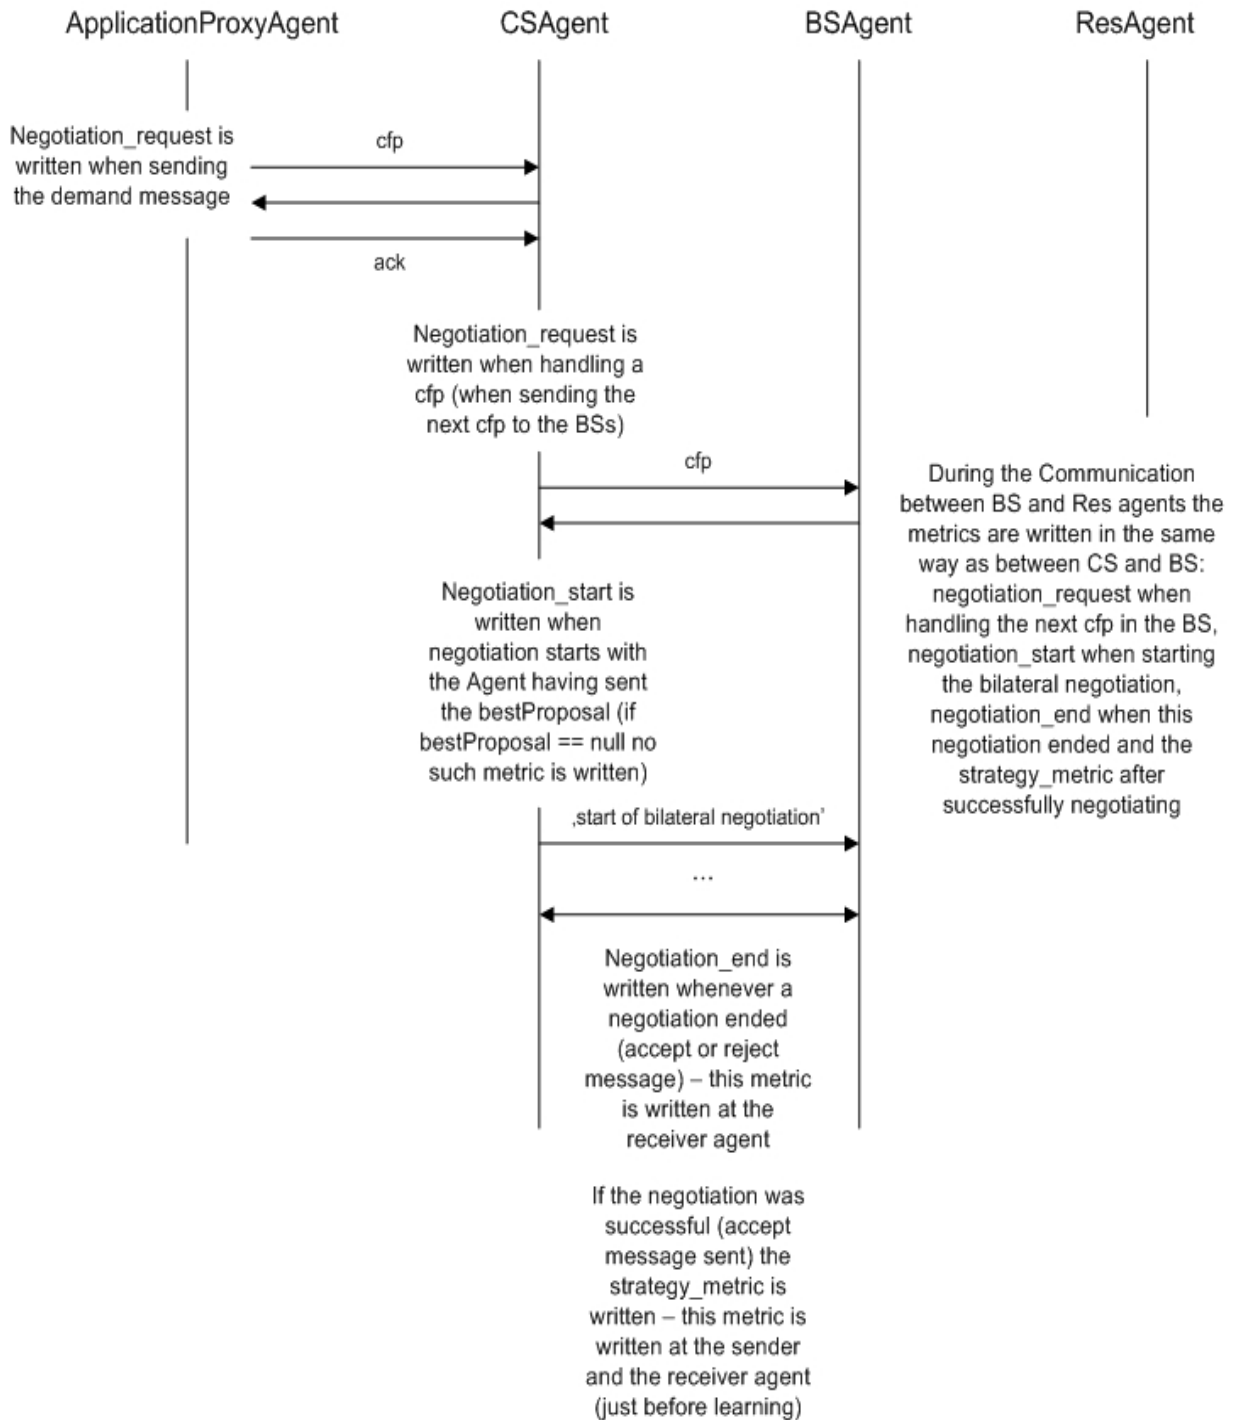 ApplicationProxyAgent
CSAgent
BSAgent
ResAgent
Negotiation_request is
written when sending
the demand message
cfp
ack
Negotiation_request is
written when handling a
cfp (when sending the
next cfp to the BSs)
cfp
During the Communication
between BS and Res agents the
metrics are written in the same
way as between CS and BS:
negotiation_request when
handling the next cfp in the BS,
negotiation_start when starting
the bilateral negotiation,
negotiation_end when this
negotiation ended and the
strategy_metric after
successfully negotiating
Negotiation_start is
written when
negotiation starts with
the Agent having sent
the bestProposal (if
bestProposal == null no
such metric is written)
‚start of bilateral negotiation'
...
Negotiation_end is
written whenever a
negotiation ended
(accept or reject
message) – this metric
is written at the
receiver agent
If the negotiation was
successful (accept
message sent) the
strategy_metric is
written – this metric is
written at the sender
and the receiver agent
(just before learning)